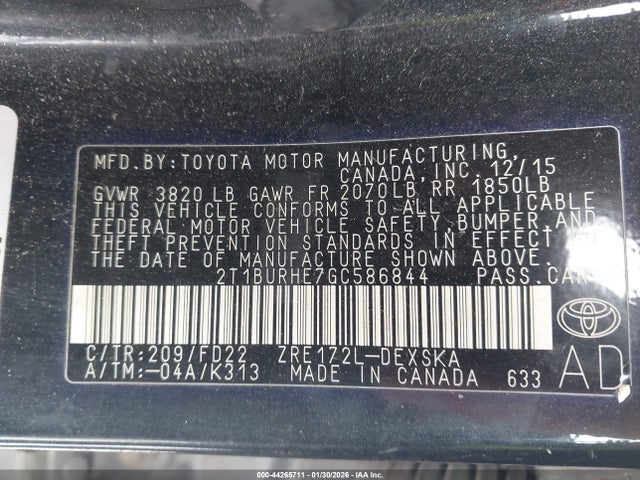 MFD.BY:TOYOTA MOTOR MANUFACTURING,
CANADA,INC.12/15
GVWR 3820 LB GAWR FR 2070LB RR 1850LB
THIS VEHICLE CONFORMS TO ALL APPLICABLE
FEDERAL MOTOR VEHICLE SAFETY,BUMPER AND
THEFT PREVENTION STANDARDS IN EFFECT ON
THE DATE OF MANUFACTURE SHOWN ABOVE.
2T1BURHE7GC586844 PASS.CAR
C/TR:209/FD22 ZRE172L-DEXSKA
A/TM:-04A/K313 MADE IN CANADA 633
AD
000-44265711 - 01/30/2026 - IAAI, Inc.